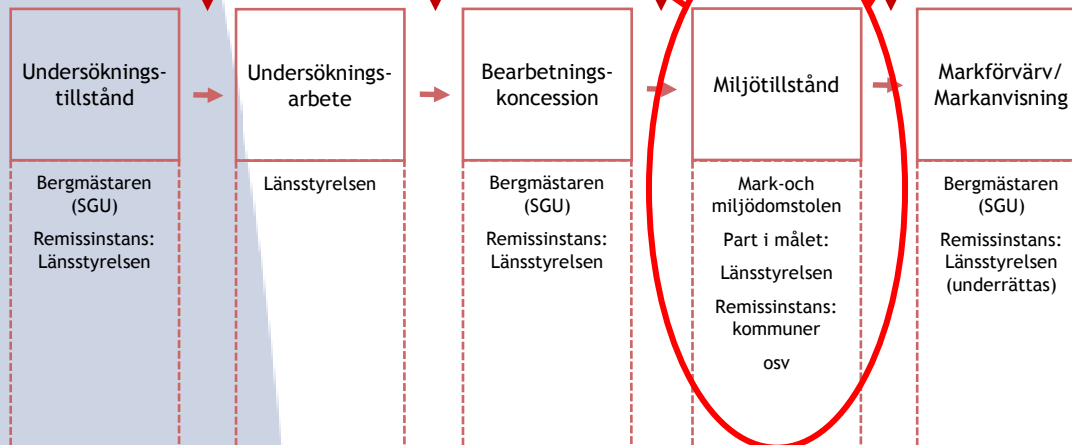 Undersöknings-
tillstånd
Bergmästaren
(SGU)
Remissinstans:
Länsstyrelsen
Undersöknings-
arbete
Länsstyrelsen
Bearbetnings-
koncession
Bergmästaren
(SGU)
Remissinstans:
Länsstyrelsen
Miljötillstånd
Mark-och
miljödomstolen
Part i målet:
Länsstyrelsen
Remissinstans:
kommuner
osv
Markförvärv/
Markanvisning
Bergmästaren
(SGU)
Remissinstans:
Länsstyrelsen
(underrättas)